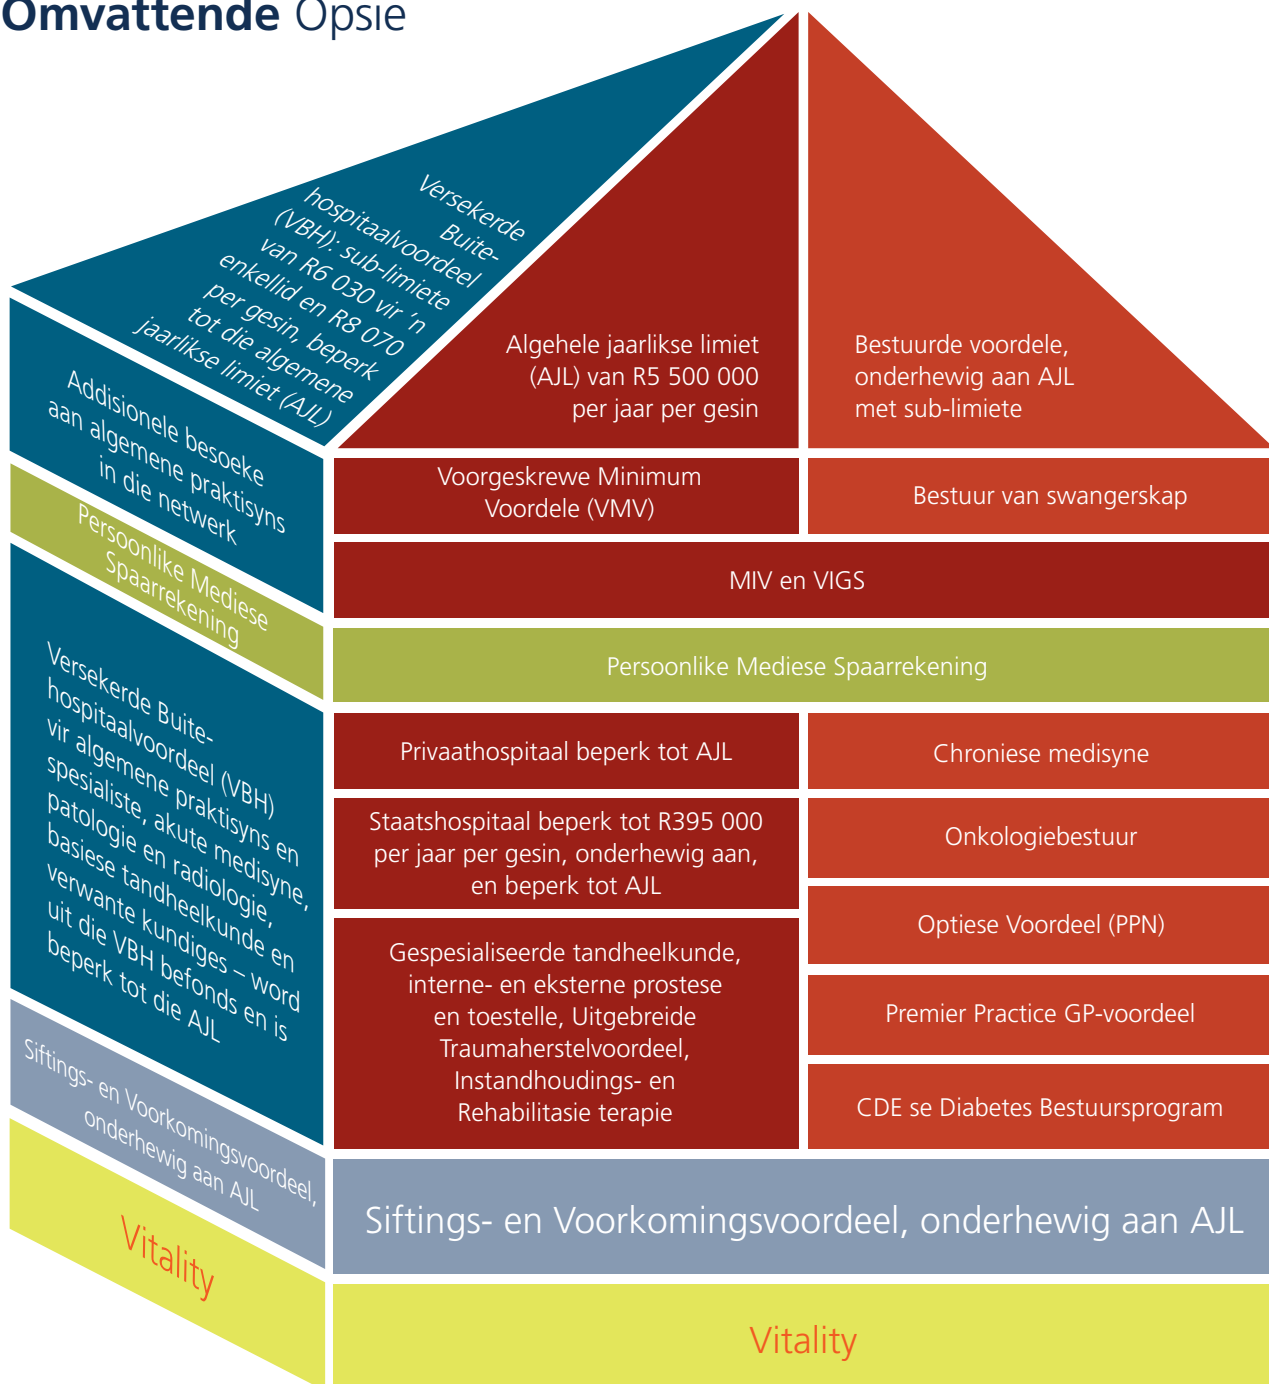 Omvattende Opsie
Versekerde
Buite-
hospitaalvoordeel
(VBH): sub-limiete
van R6 030 vir ’n
enkellid en R8 070
per gesin, beperk
tot die algemene
jaarlikse limiet (AJL)
Algehele jaarlikse limiet
(AJL) van R5 500 000
per jaar per gesin
Bestuurde voordele,
onderhewig aan AJL
met sub-limiete
Addisionele besoeke
aan algemene praktisyns
in die netwerk
Persoonlike Mediese
Spaarrekening
Versekerde Buite-
hospitaalvoordeel (VBH)
vir algemene praktisyns en
spesialiste, akute medisyne,
patologie en radiologie,
basiese tandheelkunde en
verwante kundiges – word
uit die VBH befonds en is
beperk tot die AJL
Siftings- en Voorkomingsvoordeel,
onderhewig aan AJL
Vitality
Voorgeskrewe Minimum
Voordele (VMV)
Bestuur van swangerskap
MIV en VIGS
Persoonlike Mediese Spaarrekening
Privaathospitaal beperk tot AJL
Staatshospitaal beperk tot R395 000
per jaar per gesin, onderhewig aan,
en beperk tot AJL
Gespesialiseerde tandheelkunde,
interne- en eksterne prostese
en toestelle, Uitgebreide
Traumaherstelvoordeel,
Instandhoudings- en
Rehabilitasie terapie
Chroniese medisyne
Onkologiebestuur
Optiese Voordeel (PPN)
Premier Practice GP-voordeel
CDE se Diabetes Bestuursprogram
Siftings- en Voorkomingsvoordeel, onderhewig aan AJL
Vitality